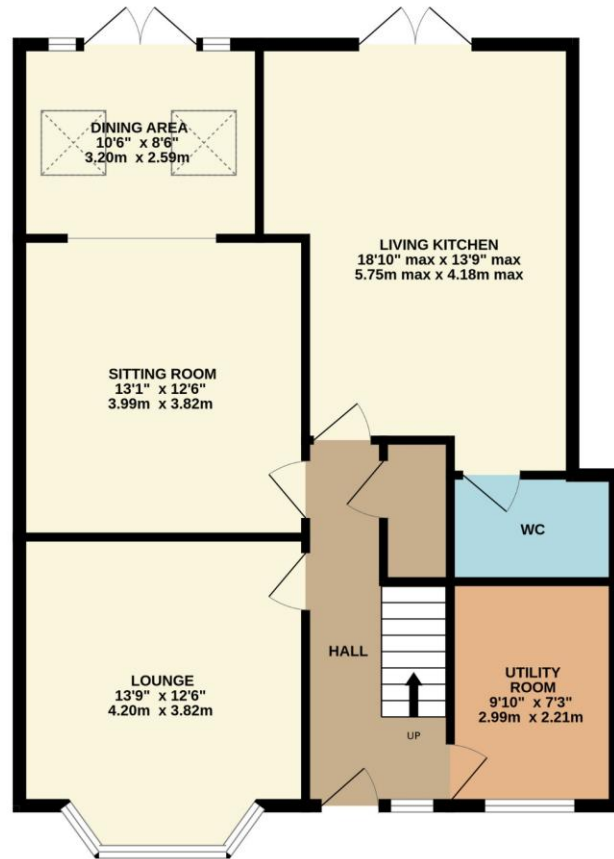 DINING AREA
10'6" x 8'6"
3.20m x 2.59m
LIVING KITCHEN
18'10" max x 13'9" max
5.75m max x 4.18m max
SITTING ROOM
13'1" x 12'6"
3.99m x 3.82m
WC
HALL
LOUNGE
13'9" x 12'6"
4.20m x 3.82m
UTILITY
ROOM
9'10" x 7'3"
2.99m x 2.21m
UP